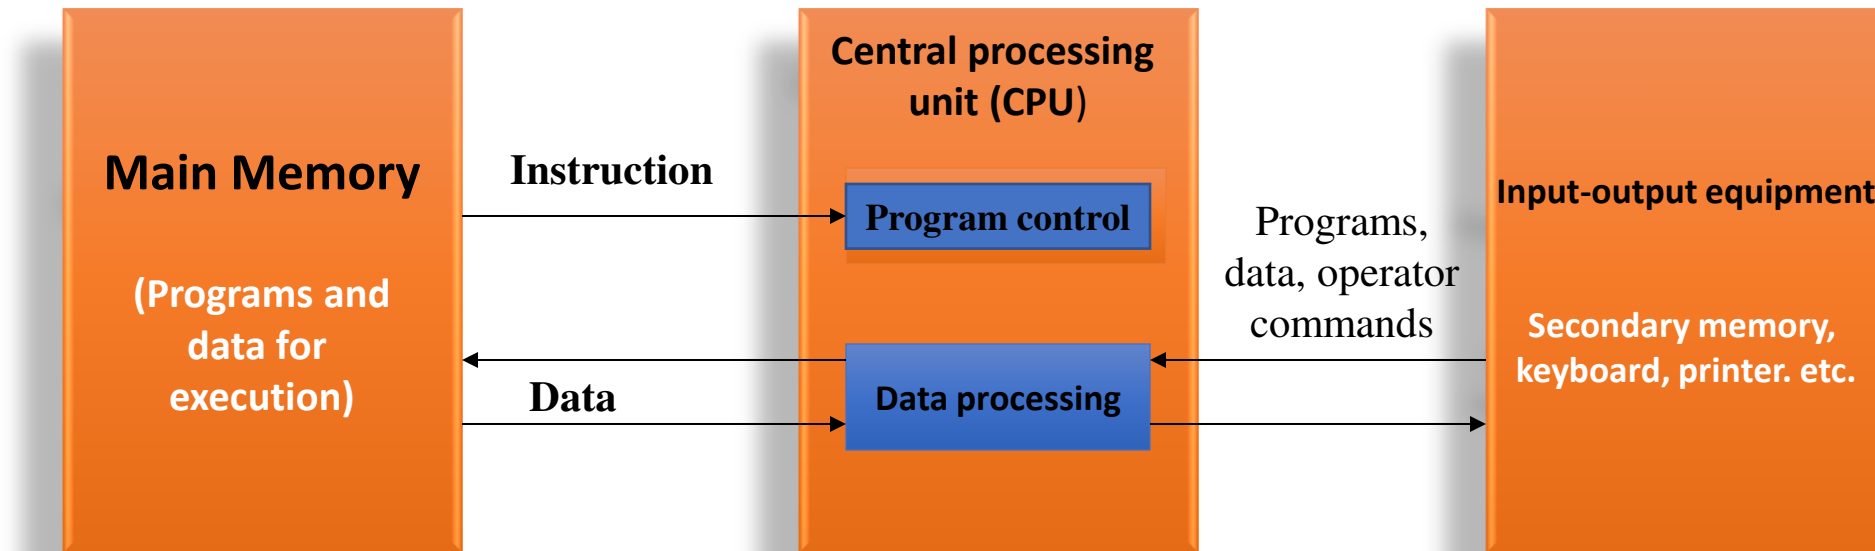 Main Memory
(Programs and
data for
execution)
Instruction
Data
Central processing
unit (CPU)
Program control
Data processing
Programs,
data, operator
commands
Input-output equipment
Secondary memory,
keyboard, printer. etc.